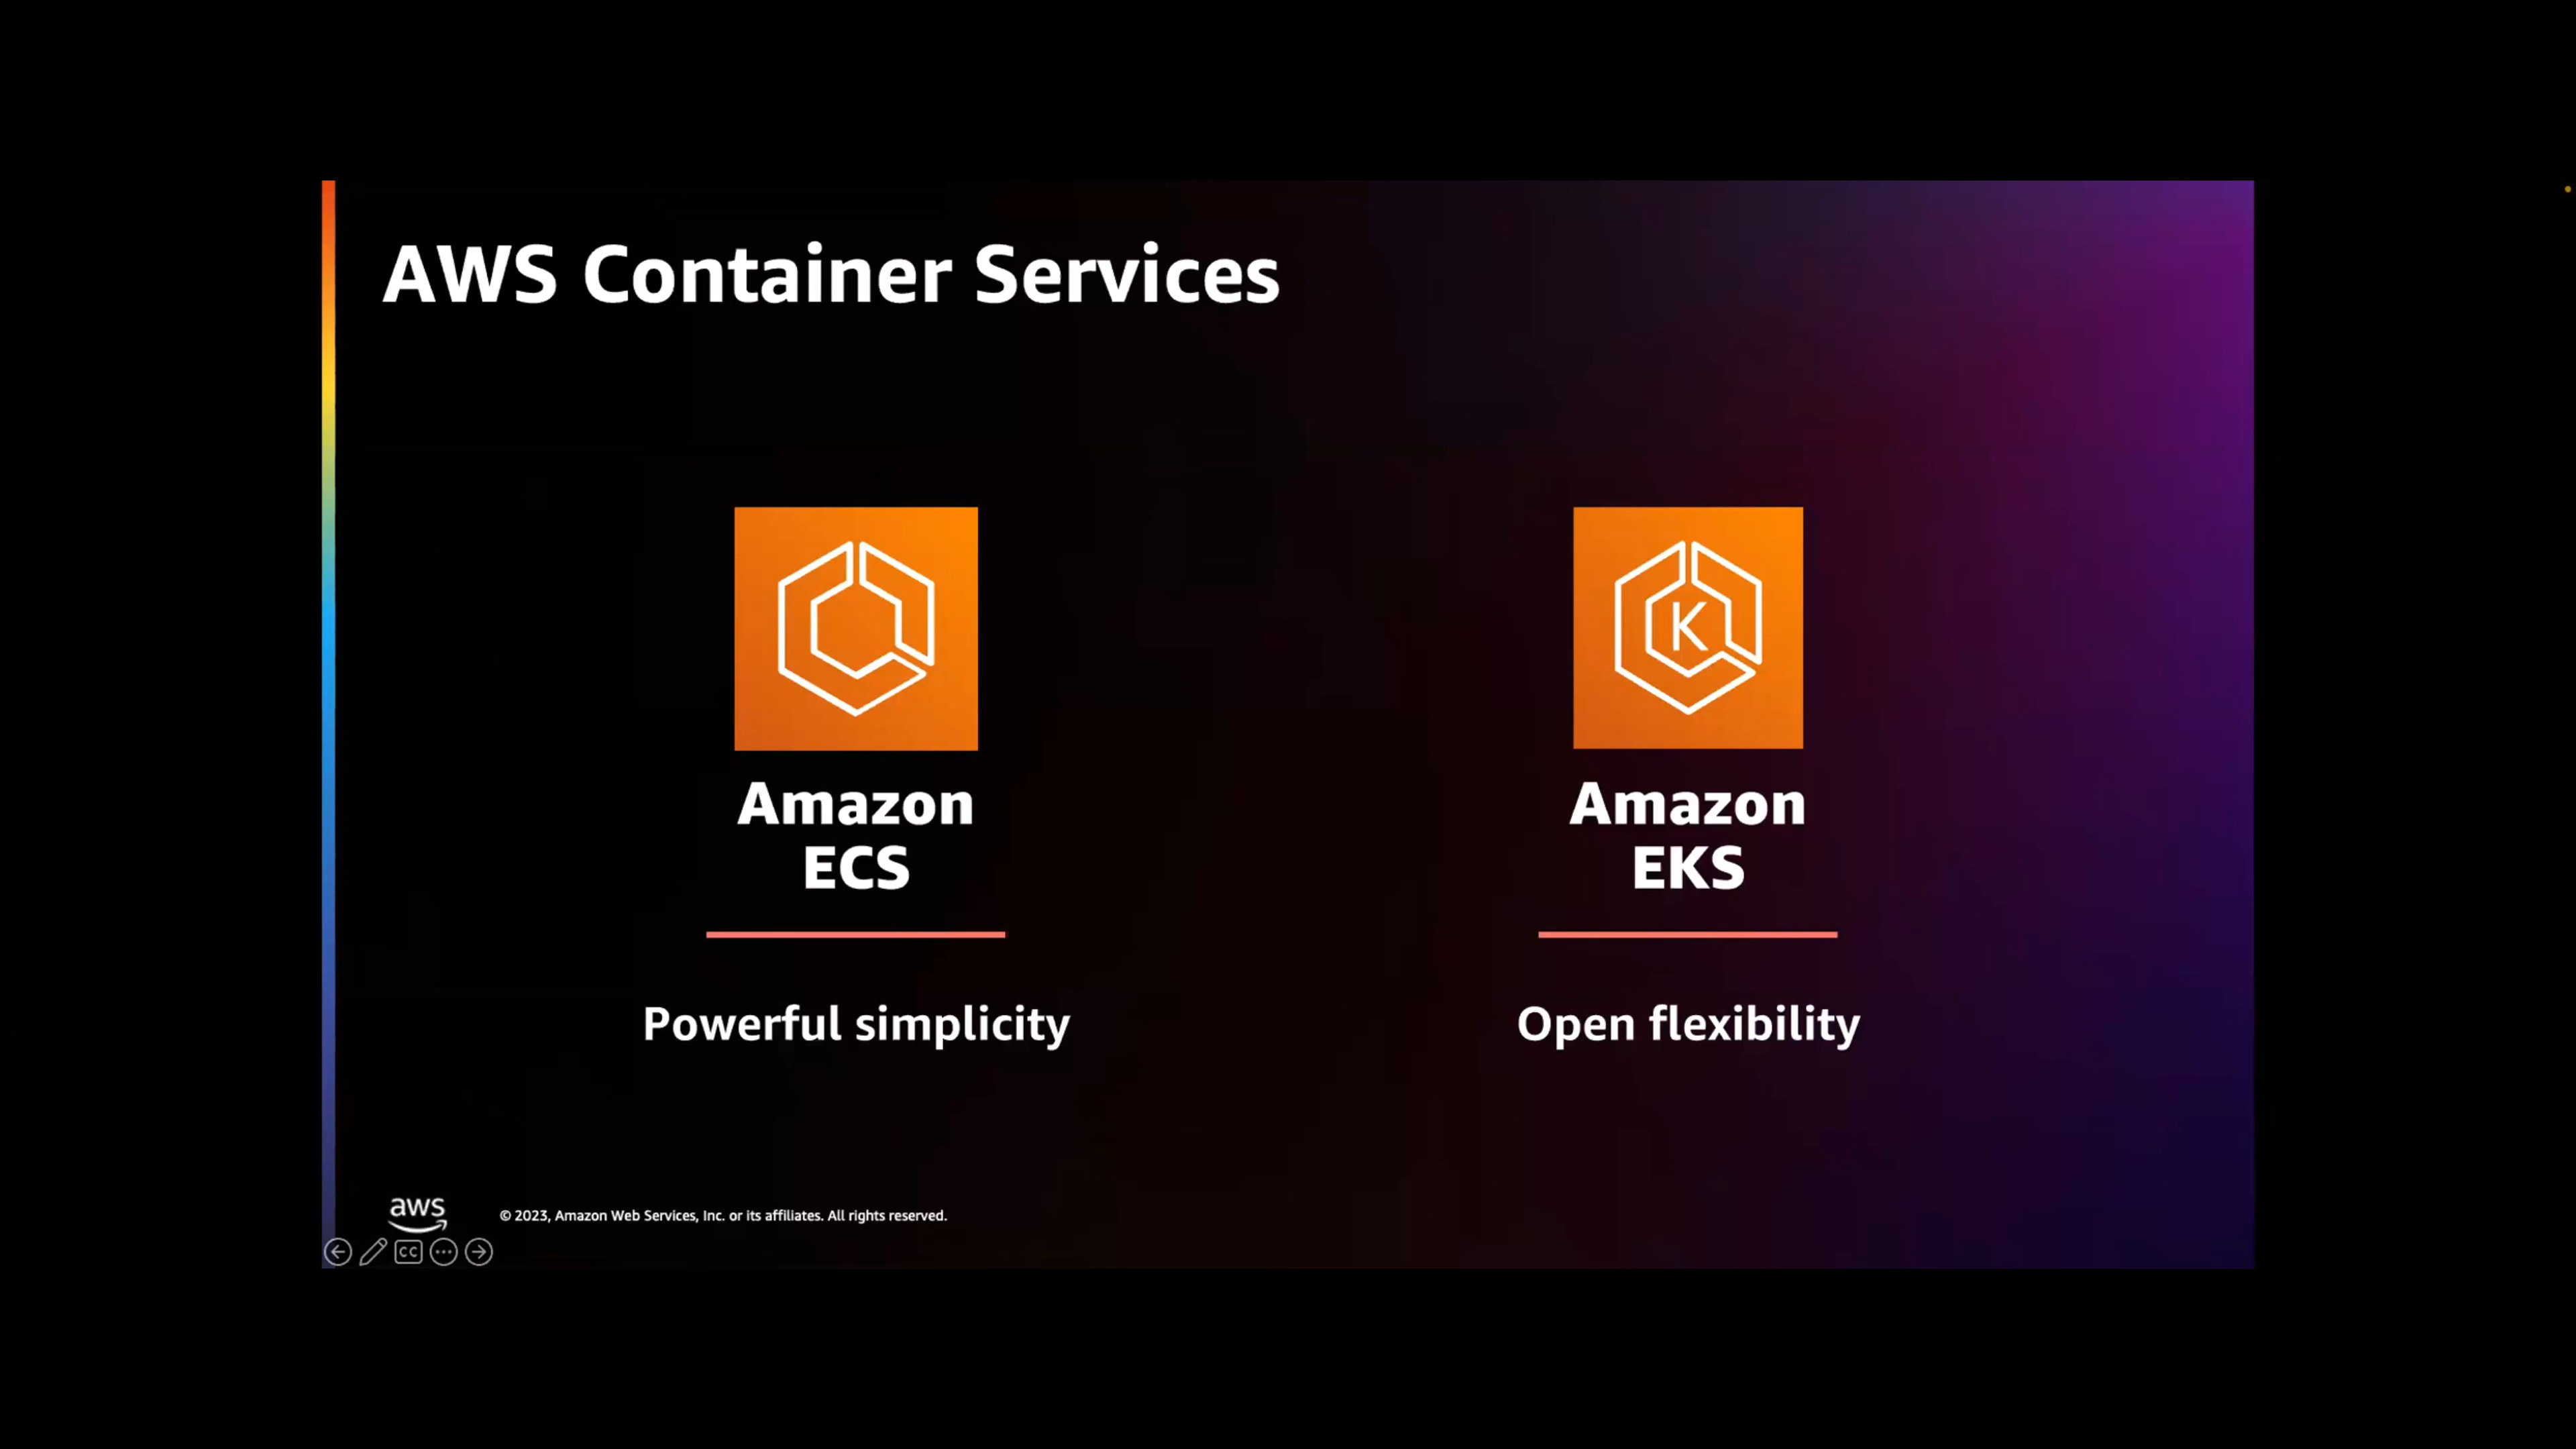 AWS Container Services
K
Amazon
ECS
Powerful simplicity
Amazon
EKS
Open flexibility
aws
© 2023, Amazon Web Services, Inc. or its affiliates. All rights reserved.
CC